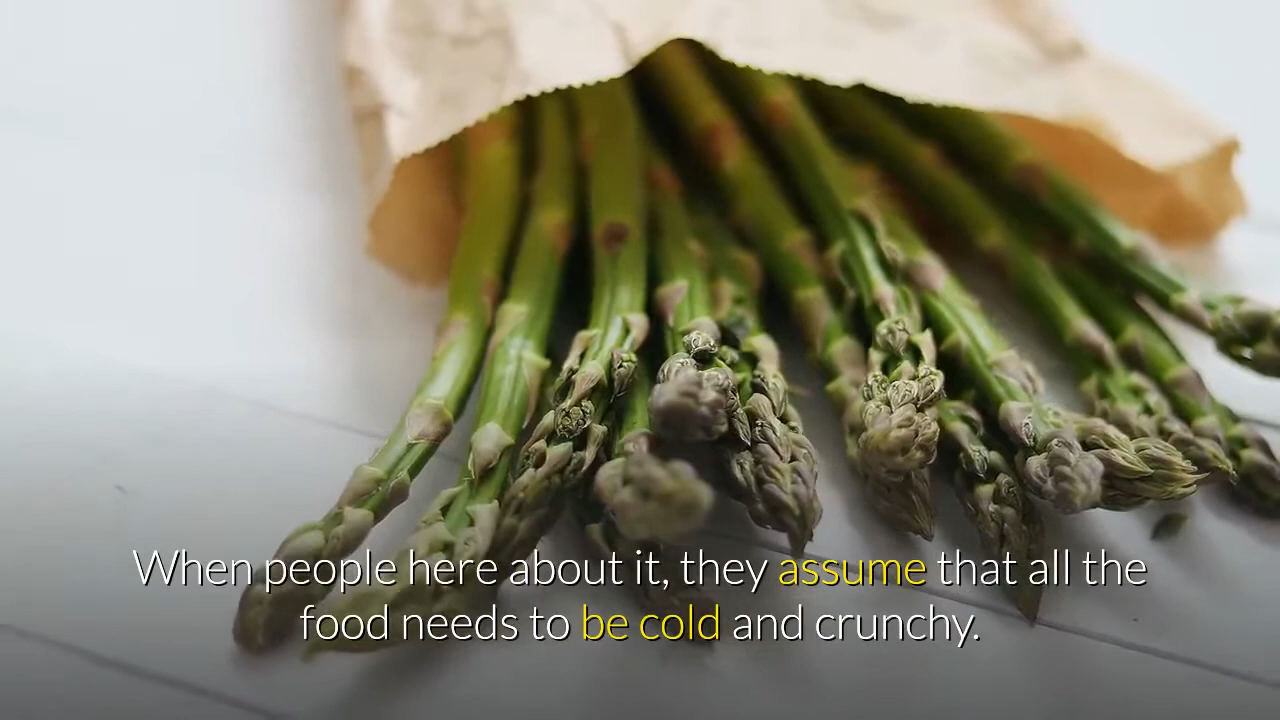 When people here about it, they assume that all the
food needs to be cold and crunchy.